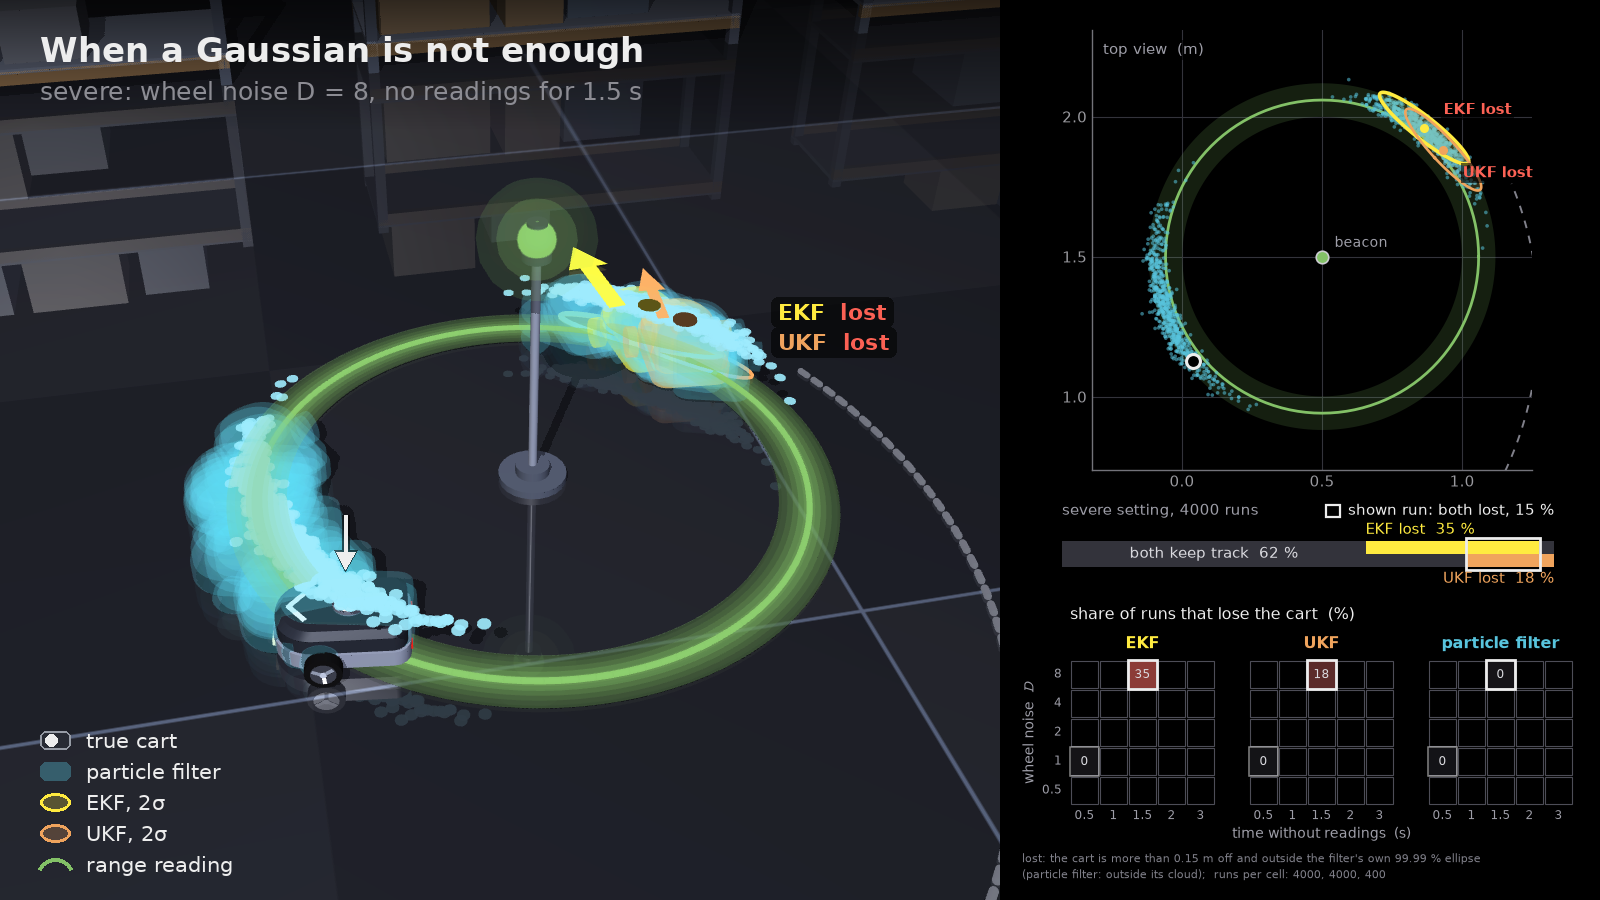 When a Gaussian is not enough
severe: wheel noise D = 8, no readings for 1.5 s
EKF lost
UKF lost
true cart
particle filter
EKF, 2σ
UKF, 2σ
range reading
top view (m)
2.0
1.5
1.0
0.0 0.5 1.0
EKF lost
UKF lost
beacon
severe setting, 4000 runs
shown run: both lost, 15 %
EKF lost 35 %
both keep track 62 %
UKF lost 18 %
share of runs that lose the cart (%)
EKF UKF particle filter
wheel noise D
8 35 18 0
4
2
1 0 0 0
0.5
0.5 1 1.5 2 3 0.5 1 1.5 2 3 0.5 1 1.5 2 3
time without readings (s)
lost: the cart is more than 0.15 m off and outside the filter's own 99.99 % ellipse
(particle filter: outside its cloud); runs per cell: 4000, 4000, 400